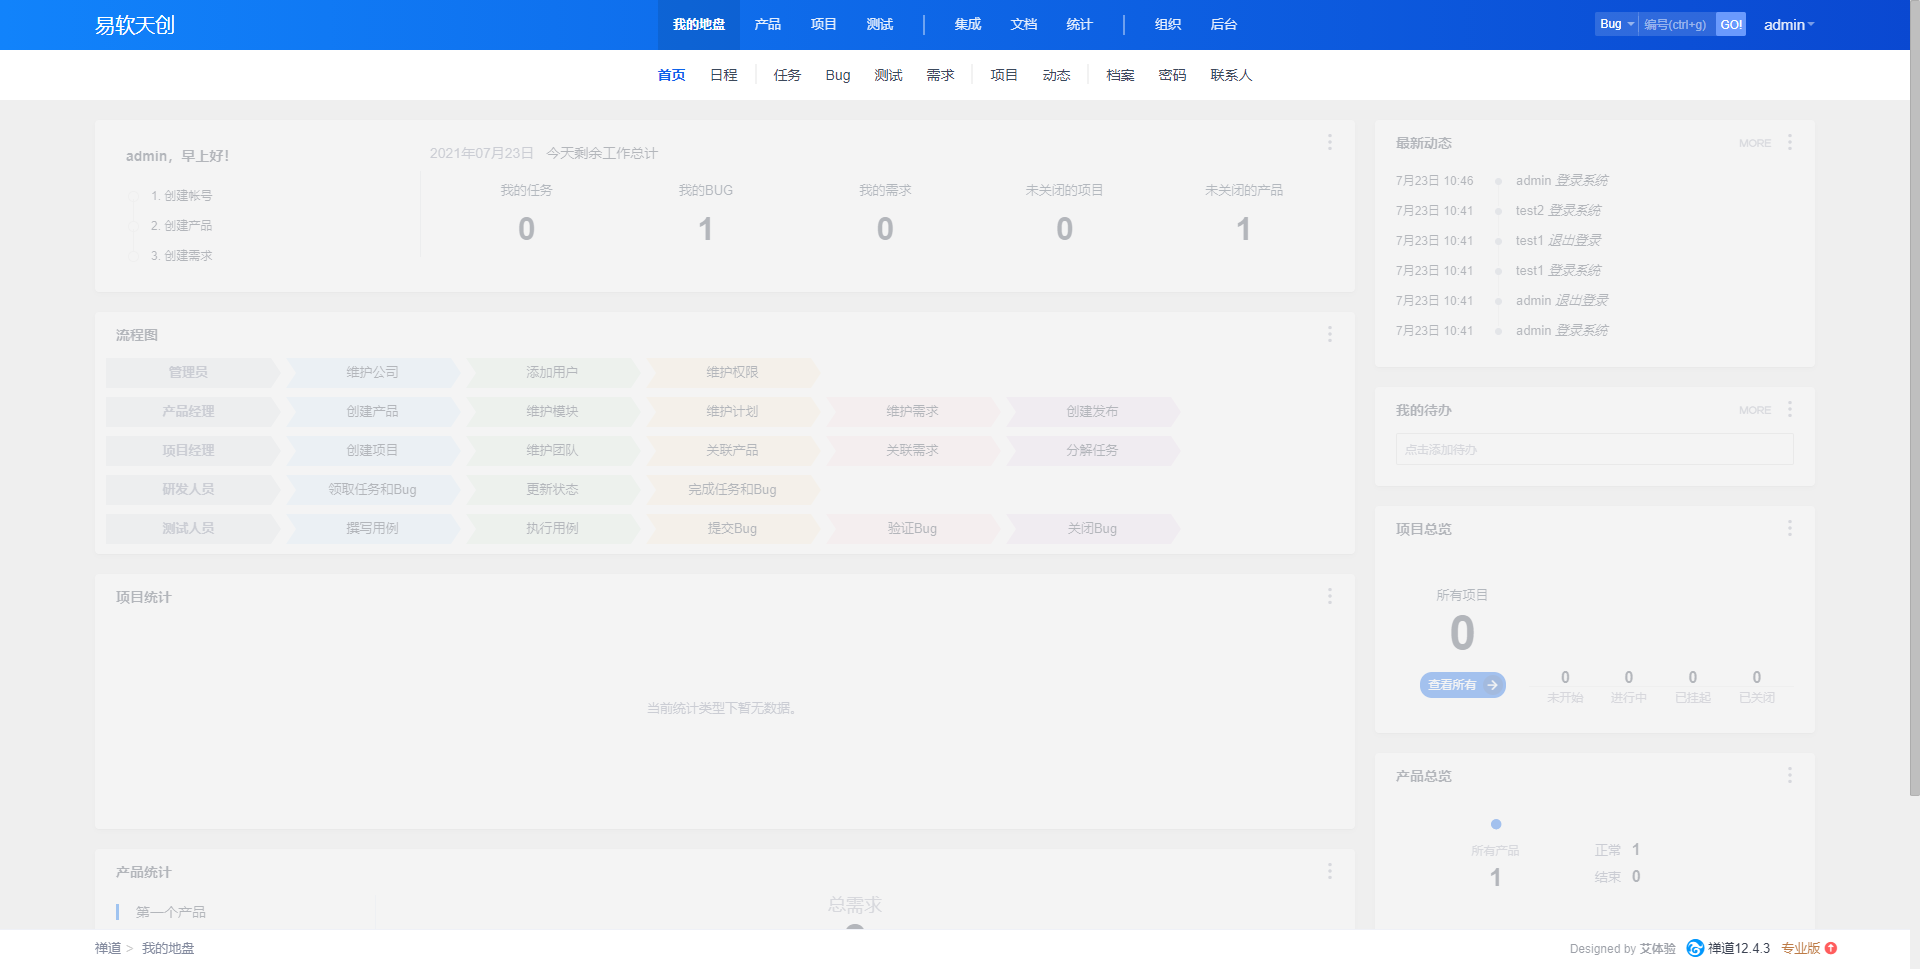 易软天创 我的地盘 产品 项目 测试 集成 文档 统计 组织 后台 Bug 编号(ctrl+g) GO! admin
首页 日程 任务 Bug 测试 需求 项目 动态 档案 密码 联系人
admin，早上好！
1. 创建帐号
2. 创建产品
3. 创建需求
2021年07月23日 今天剩余工作总计
我的任务 我的BUG 我的需求 未关闭的项目 未关闭的产品
0 1 0 0 1
流程图
管理员 维护公司 添加用户 维护权限
产品经理 创建产品 维护模块 维护计划 维护需求 创建发布
项目经理 创建项目 维护团队 关联产品 关联需求 分解任务
研发人员 领取任务和Bug 更新状态 完成任务和Bug
测试人员 撰写用例 执行用例 提交Bug 验证Bug 关闭Bug
项目统计
当前统计类型下暂无数据。
产品统计
第一个产品
总需求
最新动态 MORE
7月23日 10:46 admin 登录系统
7月23日 10:41 test2 登录系统
7月23日 10:41 test1 退出登录
7月23日 10:41 test1 登录系统
7月23日 10:41 admin 退出登录
7月23日 10:41 admin 登录系统
我的待办 MORE
点击添加待办
项目总览
所有项目
0
查看所有
0 0 0 0
未开始 进行中 已挂起 已关闭
产品总览
所有产品
1
正常 1
结束 0
禅道 > 我的地盘
Designed by 艾体验 禅道12.4.3 专业版